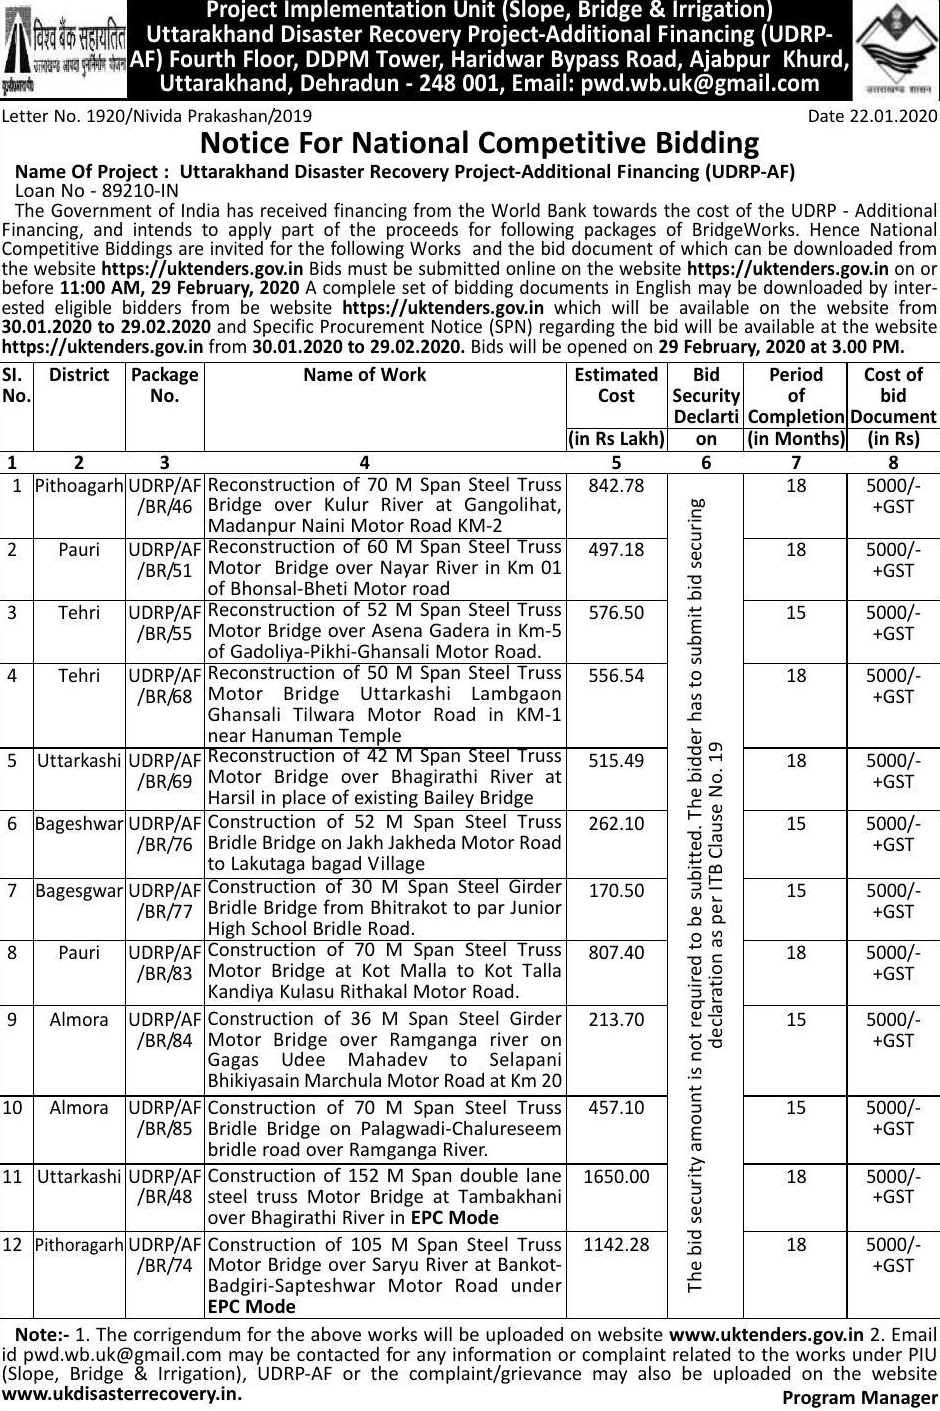 Project Implementation Unit (Slope, Bridge & Irrigation)
Uttarakhand Disaster Recovery Project-Additional Financing (UDRP-
AF) Fourth Floor, DDPM Tower, Haridwar Bypass Road, Ajabpur Khurd,
Uttarakhand, Dehradun - 248 001, Email: pwd.wb.uk@gmail.com
विश्व बैंक सहायतित
उत्तराखण्ड शासन
Letter No. 1920/Nivida Prakashan/2019 Date 22.01.2020
Notice For National Competitive Bidding
Name Of Project : Uttarakhand Disaster Recovery Project-Additional Financing (UDRP-AF)
Loan No - 89210-IN
The Government of India has received financing from the World Bank towards the cost of the UDRP - Additional
Financing, and intends to apply part of the proceeds for following packages of BridgeWorks. Hence National
Competitive Biddings are invited for the following Works and the bid document of which can be downloaded from
the website https://uktenders.gov.in Bids must be submitted online on the website https://uktenders.gov.in on or
before 11:00 AM, 29 February, 2020 A complele set of bidding documents in English may be downloaded by inter-
ested eligible bidders from be website https://uktenders.gov.in which will be available on the website from
30.01.2020 to 29.02.2020 and Specific Procurement Notice (SPN) regarding the bid will be available at the website
https://uktenders.gov.in from 30.01.2020 to 29.02.2020. Bids will be opened on 29 February, 2020 at 3.00 PM.
SI. District Package Name of Work Estimated Bid Period Cost of
No. No. Cost Security of bid
Declarti Completion Document
(in Rs Lakh) on (in Months) (in Rs)
1 2 3 4 5 6 7 8
1 Pithoagarh UDRP/AF Reconstruction of 70 M Span Steel Truss 842.78 18 5000/-
/BR/46 Bridge over Kulur River at Gangolihat, +GST
Madanpur Naini Motor Road KM-2
2 Pauri UDRP/AF Reconstruction of 60 M Span Steel Truss 497.18 18 5000/-
/BR/51 Motor Bridge over Nayar River in Km 01 +GST
of Bhonsal-Bheti Motor road
3 Tehri UDRP/AF Reconstruction of 52 M Span Steel Truss 576.50 15 5000/-
/BR/55 Motor Bridge over Asena Gadera in Km-5 +GST
of Gadoliya-Pikhi-Ghansali Motor Road.
4 Tehri UDRP/AF Reconstruction of 50 M Span Steel Truss 556.54 18 5000/-
/BR/68 Motor Bridge Uttarkashi Lambgaon +GST
Ghansali Tilwara Motor Road in KM-1
near Hanuman Temple
5 Uttarkashi UDRP/AF Reconstruction of 42 M Span Steel Truss 515.49 18 5000/-
/BR/69 Motor Bridge over Bhagirathi River at +GST
Harsil in place of existing Bailey Bridge
6 Bageshwar UDRP/AF Construction of 52 M Span Steel Truss 262.10 15 5000/-
/BR/76 Bridle Bridge on Jakh Jakheda Motor Road +GST
to Lakutaga bagad Village
7 Bagesgwar UDRP/AF Construction of 30 M Span Steel Girder 170.50 15 5000/-
/BR/77 Bridle Bridge from Bhitrakot to par Junior +GST
High School Bridle Road.
8 Pauri UDRP/AF Construction of 70 M Span Steel Truss 807.40 18 5000/-
/BR/83 Motor Bridge at Kot Malla to Kot Talla +GST
Kandiya Kulasu Rithakal Motor Road.
9 Almora UDRP/AF Construction of 36 M Span Steel Girder 213.70 15 5000/-
/BR/84 Motor Bridge over Ramganga river on +GST
Gagas Udee Mahadev to Selapani
Bhikiyasain Marchula Motor Road at Km 20
10 Almora UDRP/AF Construction of 70 M Span Steel Truss 457.10 15 5000/-
/BR/85 Bridle Bridge on Palagwadi-Chalureseem +GST
bridle road over Ramganga River.
11 Uttarkashi UDRP/AF Construction of 152 M Span double lane 1650.00 18 5000/-
/BR/48 steel truss Motor Bridge at Tambakhani +GST
over Bhagirathi River in EPC Mode
12 Pithoragarh UDRP/AF Construction of 105 M Span Steel Truss 1142.28 18 5000/-
/BR/74 Motor Bridge over Saryu River at Bankot- +GST
Badgiri-Sapteshwar Motor Road under
EPC Mode
The bid security amount is not required to be subitted. The bidder has to submit bid securing
declaration as per ITB Clause No. 19
Note:- 1. The corrigendum for the above works will be uploaded on website www.uktenders.gov.in 2. Email
id pwd.wb.uk@gmail.com may be contacted for any information or complaint related to the works under PIU
(Slope, Bridge & Irrigation), UDRP-AF or the complaint/grievance may also be uploaded on the website
www.ukdisasterrecovery.in.
Program Manager